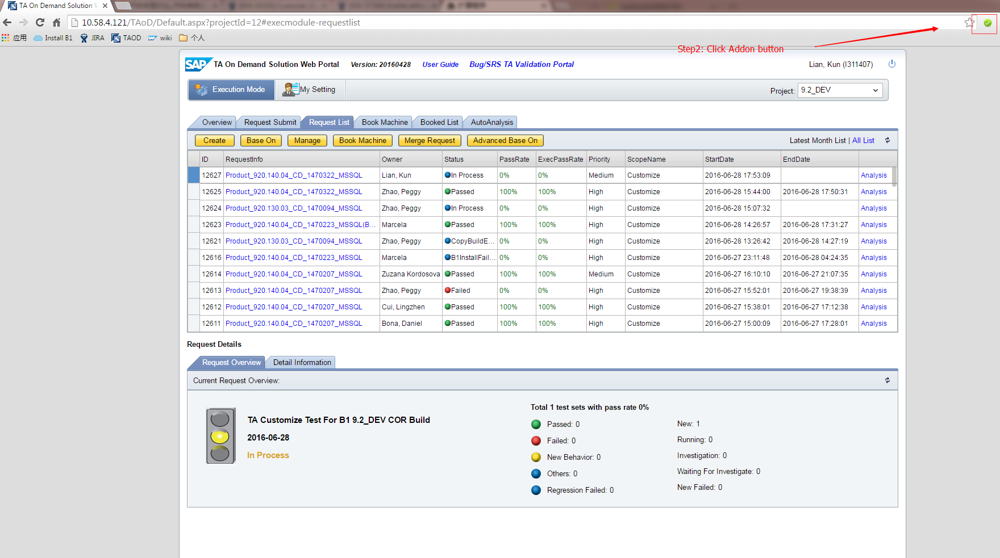 TA On Demand Solution W
10.58.4.121/TAoD/Default.aspx?projectId=12#execmodule-requestlist
应用 Install B1 JIRA TAOD wiki 个人
Step2: Click Addon button
SAP TA On Demand Solution Web Portal Version: 20160428 User Guide Bug/SRS TA Validation Portal Lian, Kun (I311407)
Execution Mode My Setting Project: 9.2_DEV
Overview Request Submit Request List Book Machine Booked List AutoAnalysis
Create Base On Manage Book Machine Merge Request Advanced Base On Latest Month List | All List
ID RequestInfo Owner Status PassRate ExecPassRate Priority ScopeName StartDate EndDate
12627 Product_920.140.04_CD_1470322_MSSQL Lian, Kun In Process 0% 0% Medium Customize 2016-06-28 17:53:09 Analysis
12625 Product_920.140.04_CD_1470322_MSSQL Zhao, Peggy Passed 100% 100% High Customize 2016-06-28 15:44:00 2016-06-28 17:50:31 Analysis
12624 Product_920.130.03_CD_1470094_MSSQL Zhao, Peggy In Process 0% 0% High Customize 2016-06-28 15:07:32 Analysis
12623 Product_920.140.04_CD_1470223_MSSQL(B... Marcela Passed 100% 100% High Customize 2016-06-28 14:26:57 2016-06-28 17:31:27 Analysis
12621 Product_920.130.03_CD_1470094_MSSQL Zhao, Peggy CopyBuildE... 0% 0% High Customize 2016-06-28 13:26:42 2016-06-28 14:27:19 Analysis
12616 Product_920.140.04_CD_1470223_MSSQL Marcela B1InstallFail... 0% 0% High Customize 2016-06-27 23:11:48 2016-06-28 04:24:35 Analysis
12614 Product_920.140.04_CD_1470207_MSSQL Zuzana Kordosova Passed 100% 100% Medium Customize 2016-06-27 16:10:10 2016-06-27 21:07:35 Analysis
12613 Product_920.140.04_CD_1470207_MSSQL Zhao, Peggy Failed 0% 0% High Customize 2016-06-27 15:52:01 2016-06-27 19:38:39 Analysis
12612 Product_920.140.04_CD_1470207_MSSQL Cui, Lingzhen Passed 100% 100% High Customize 2016-06-27 15:38:01 2016-06-27 17:12:38 Analysis
12611 Product_920.140.04_CD_1470207_MSSQL Bona, Daniel Passed 100% 100% High Customize 2016-06-27 15:00:09 2016-06-27 17:28:01 Analysis
Request Details
Request Overview Detail Information
Current Request Overview:
TA Customize Test For B1 9.2_DEV COR Build
2016-06-28
In Process
Total 1 test sets with pass rate 0%
Passed: 0 New: 1
Failed: 0 Running: 0
New Behavior: 0 Investigation: 0
Others: 0 Waiting For Investigate: 0
Regression Failed: 0 New Failed: 0